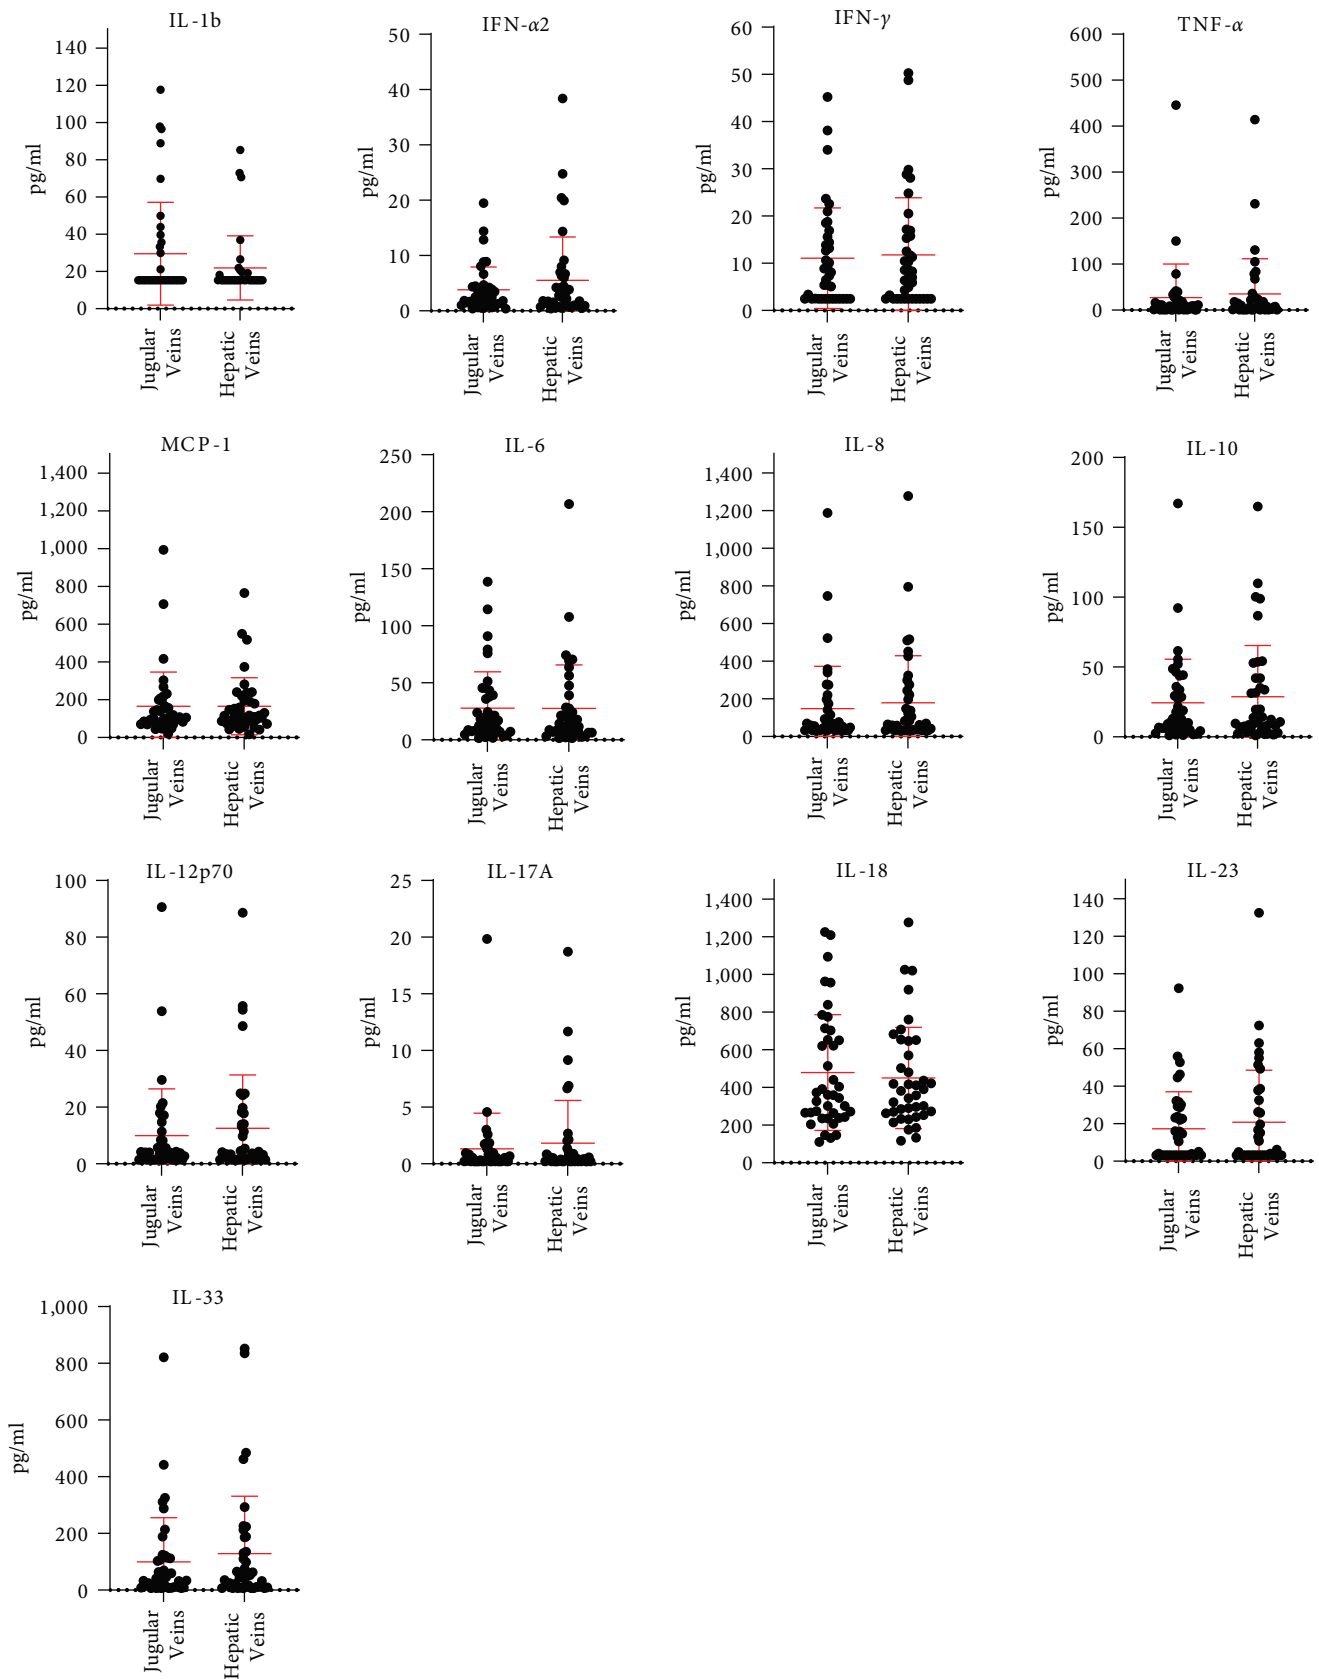 IL-1b
pg/ml
140
120
100
80
60
40
20
0
Jugular
Veins
Hepatic
Veins
IFN-α2
pg/ml
50
40
30
20
10
0
Jugular
Veins
Hepatic
Veins
IFN-γ
pg/ml
60
50
40
30
20
10
0
Jugular
Veins
Hepatic
Veins
TNF-α
pg/ml
600
500
400
300
200
100
0
Jugular
Veins
Hepatic
Veins
MCP-1
pg/ml
1,400
1,200
1,000
800
600
400
200
0
Jugular
Veins
Hepatic
Veins
IL-6
pg/ml
250
200
150
100
50
0
Jugular
Veins
Hepatic
Veins
IL-8
pg/ml
1,400
1,200
1,000
800
600
400
200
0
Jugular
Veins
Hepatic
Veins
IL-10
pg/ml
200
150
100
50
0
Jugular
Veins
Hepatic
Veins
IL-12p70
pg/ml
100
80
60
40
20
0
Jugular
Veins
Hepatic
Veins
IL-17A
pg/ml
25
20
15
10
5
0
Jugular
Veins
Hepatic
Veins
IL-18
pg/ml
1,400
1,200
1,000
800
600
400
200
0
Jugular
Veins
Hepatic
Veins
IL-23
pg/ml
140
120
100
80
60
40
20
0
Jugular
Veins
Hepatic
Veins
IL-33
pg/ml
1,000
800
600
400
200
0
Jugular
Veins
Hepatic
Veins